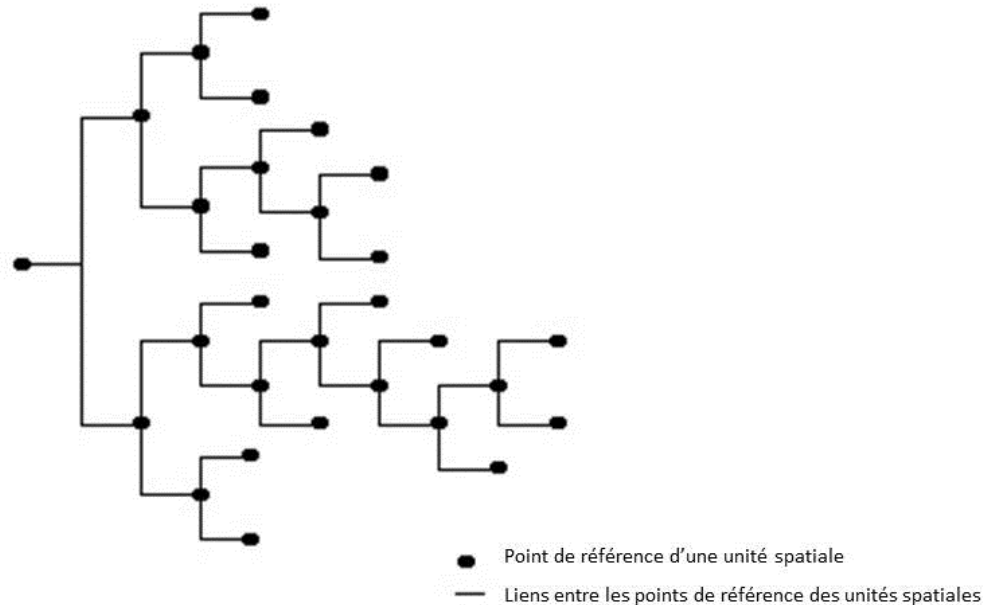 Point de référence d'une unité spatiale
Liens entre les points de référence des unités spatiales